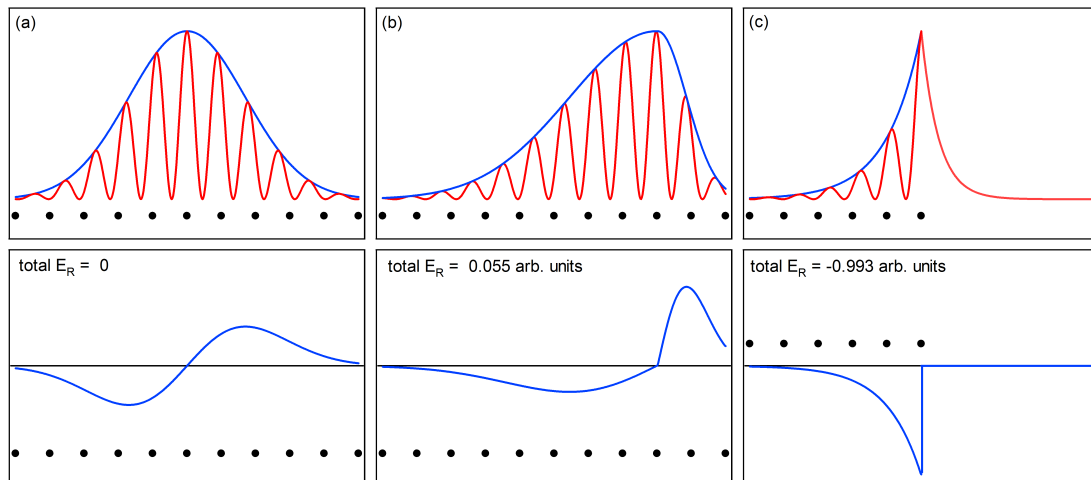 (a)
(b)
(c)
total E_R = 0
total E_R = 0.055 arb. units
total E_R = -0.993 arb. units